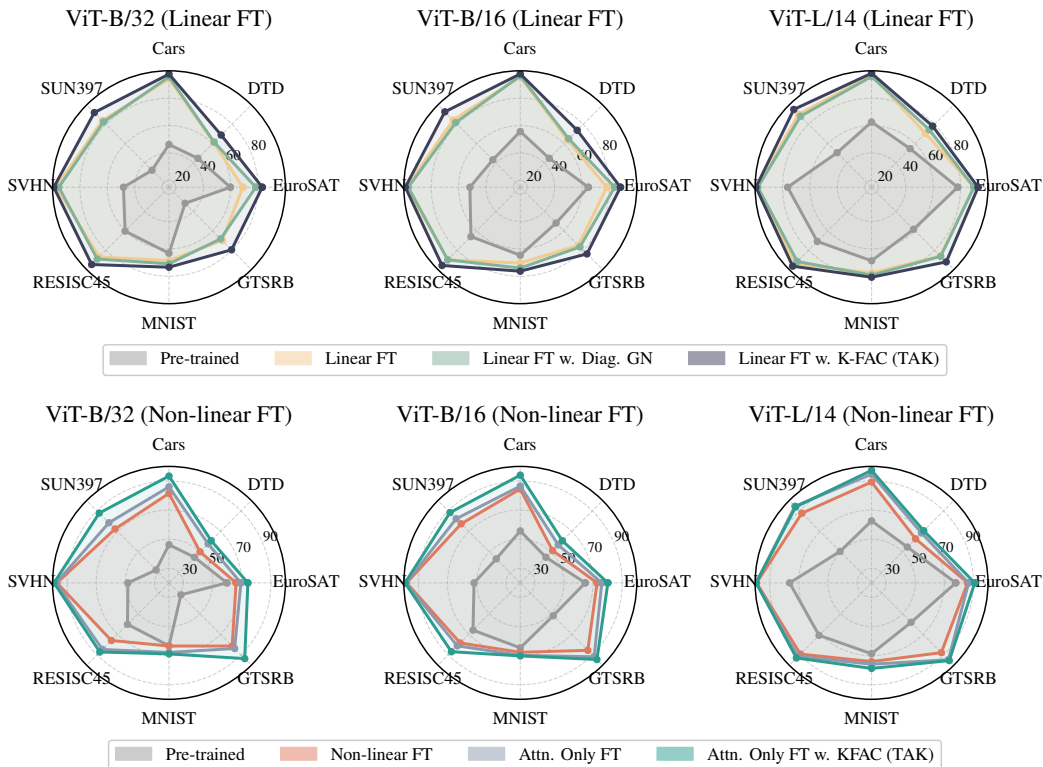 ViT-B/32 (Linear FT)
ViT-B/16 (Linear FT)
ViT-L/14 (Linear FT)
Cars
SUN397
DTD
SVHN
EuroSAT
RESISC45
GTSRB
MNIST
20
40
60
80
Cars
SUN397
DTD
SVHN
EuroSAT
RESISC45
GTSRB
MNIST
20
40
60
80
Cars
SUN397
DTD
SVHN
EuroSAT
RESISC45
GTSRB
MNIST
20
40
60
80
Pre-trained
Linear FT
Linear FT w. Diag. GN
Linear FT w. K-FAC (TAK)
ViT-B/32 (Non-linear FT)
ViT-B/16 (Non-linear FT)
ViT-L/14 (Non-linear FT)
Cars
SUN397
DTD
SVHN
EuroSAT
RESISC45
GTSRB
MNIST
30
50
70
90
Cars
SUN397
DTD
SVHN
EuroSAT
RESISC45
GTSRB
MNIST
30
50
70
90
Cars
SUN397
DTD
SVHN
EuroSAT
RESISC45
GTSRB
MNIST
30
50
70
90
Pre-trained
Non-linear FT
Attn. Only FT
Attn. Only FT w. KFAC (TAK)